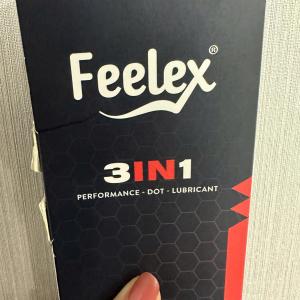 Feelex®
3IN1
PERFORMANCE - DOT - LUBRICANT